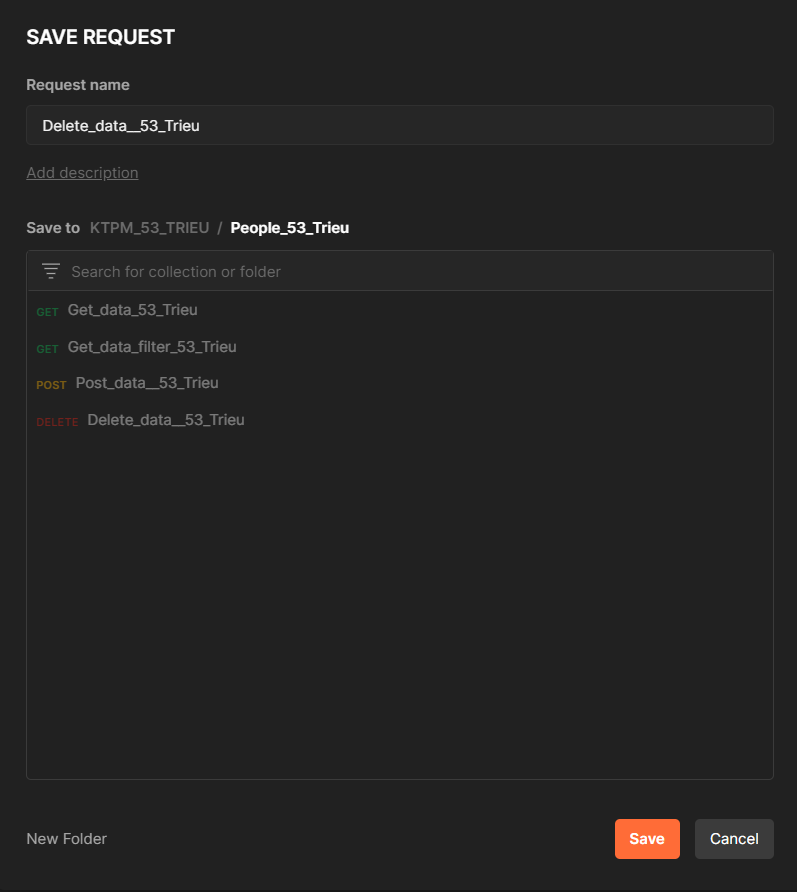 SAVE REQUEST
Request name
Delete_data__53_Trieu
Add description
Save to KTPM_53_TRIEU / People_53_Trieu
Search for collection or folder
GET Get_data_53_Trieu
GET Get_data_filter_53_Trieu
POST Post_data__53_Trieu
DELETE Delete_data__53_Trieu
New Folder Save Cancel